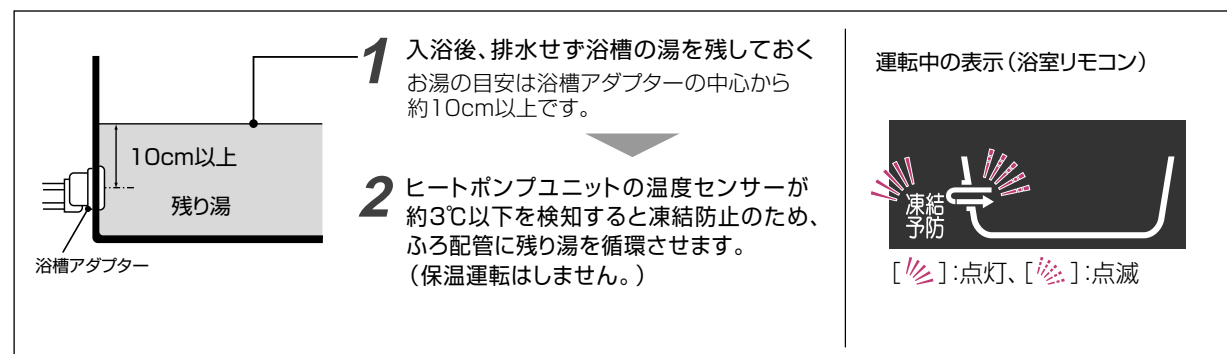 10cm以上
残り湯
浴槽アダプター
1 入浴後、排水せず浴槽の湯を残しておく
お湯の目安は浴槽アダプターの中心から
約10cm以上です。
2 ヒートポンプユニットの温度センサーが
約3℃以下を検知すると凍結防止のため、
ふろ配管に残り湯を循環させます。
（保温運転はしません。）
運転中の表示（浴室リモコン）
凍結
予防
[ ]:点灯、[ ]:点滅